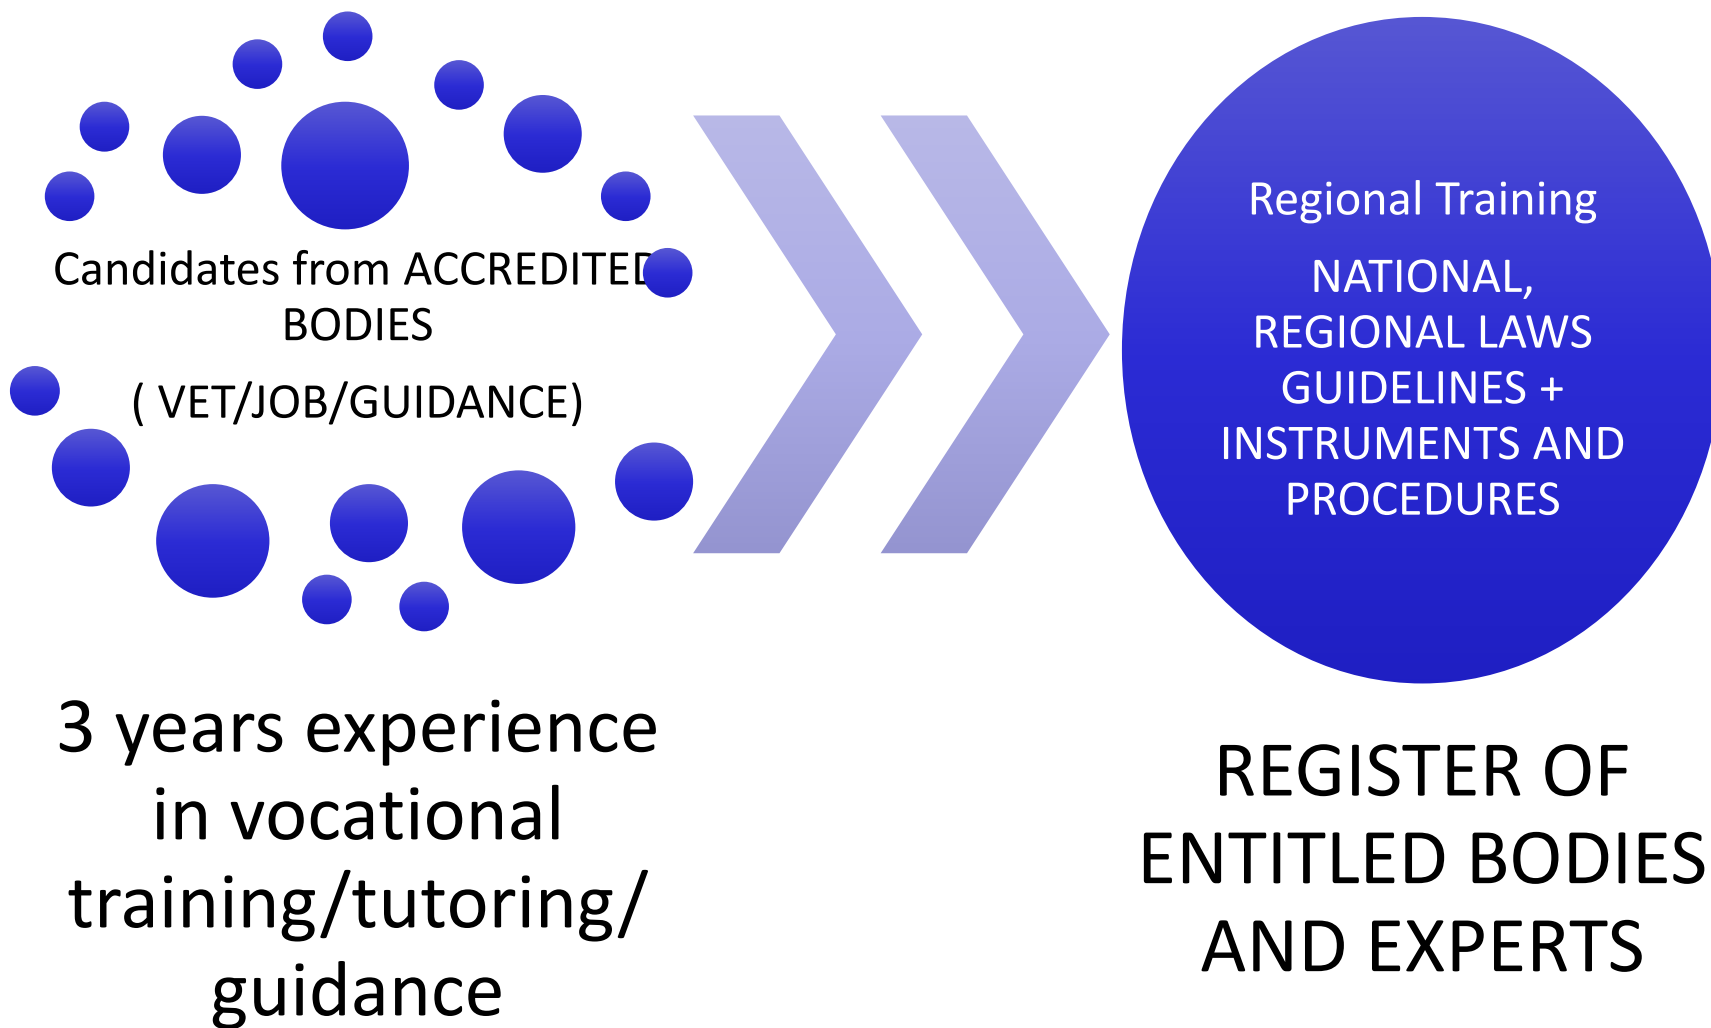 Candidates from ACCREDITED
BODIES
( VET/JOB/GUIDANCE)
3 years experience
in vocational
training/tutoring/
guidance
Regional Training
NATIONAL,
REGIONAL LAWS
GUIDELINES +
INSTRUMENTS AND
PROCEDURES
REGISTER OF
ENTITLED BODIES
AND EXPERTS